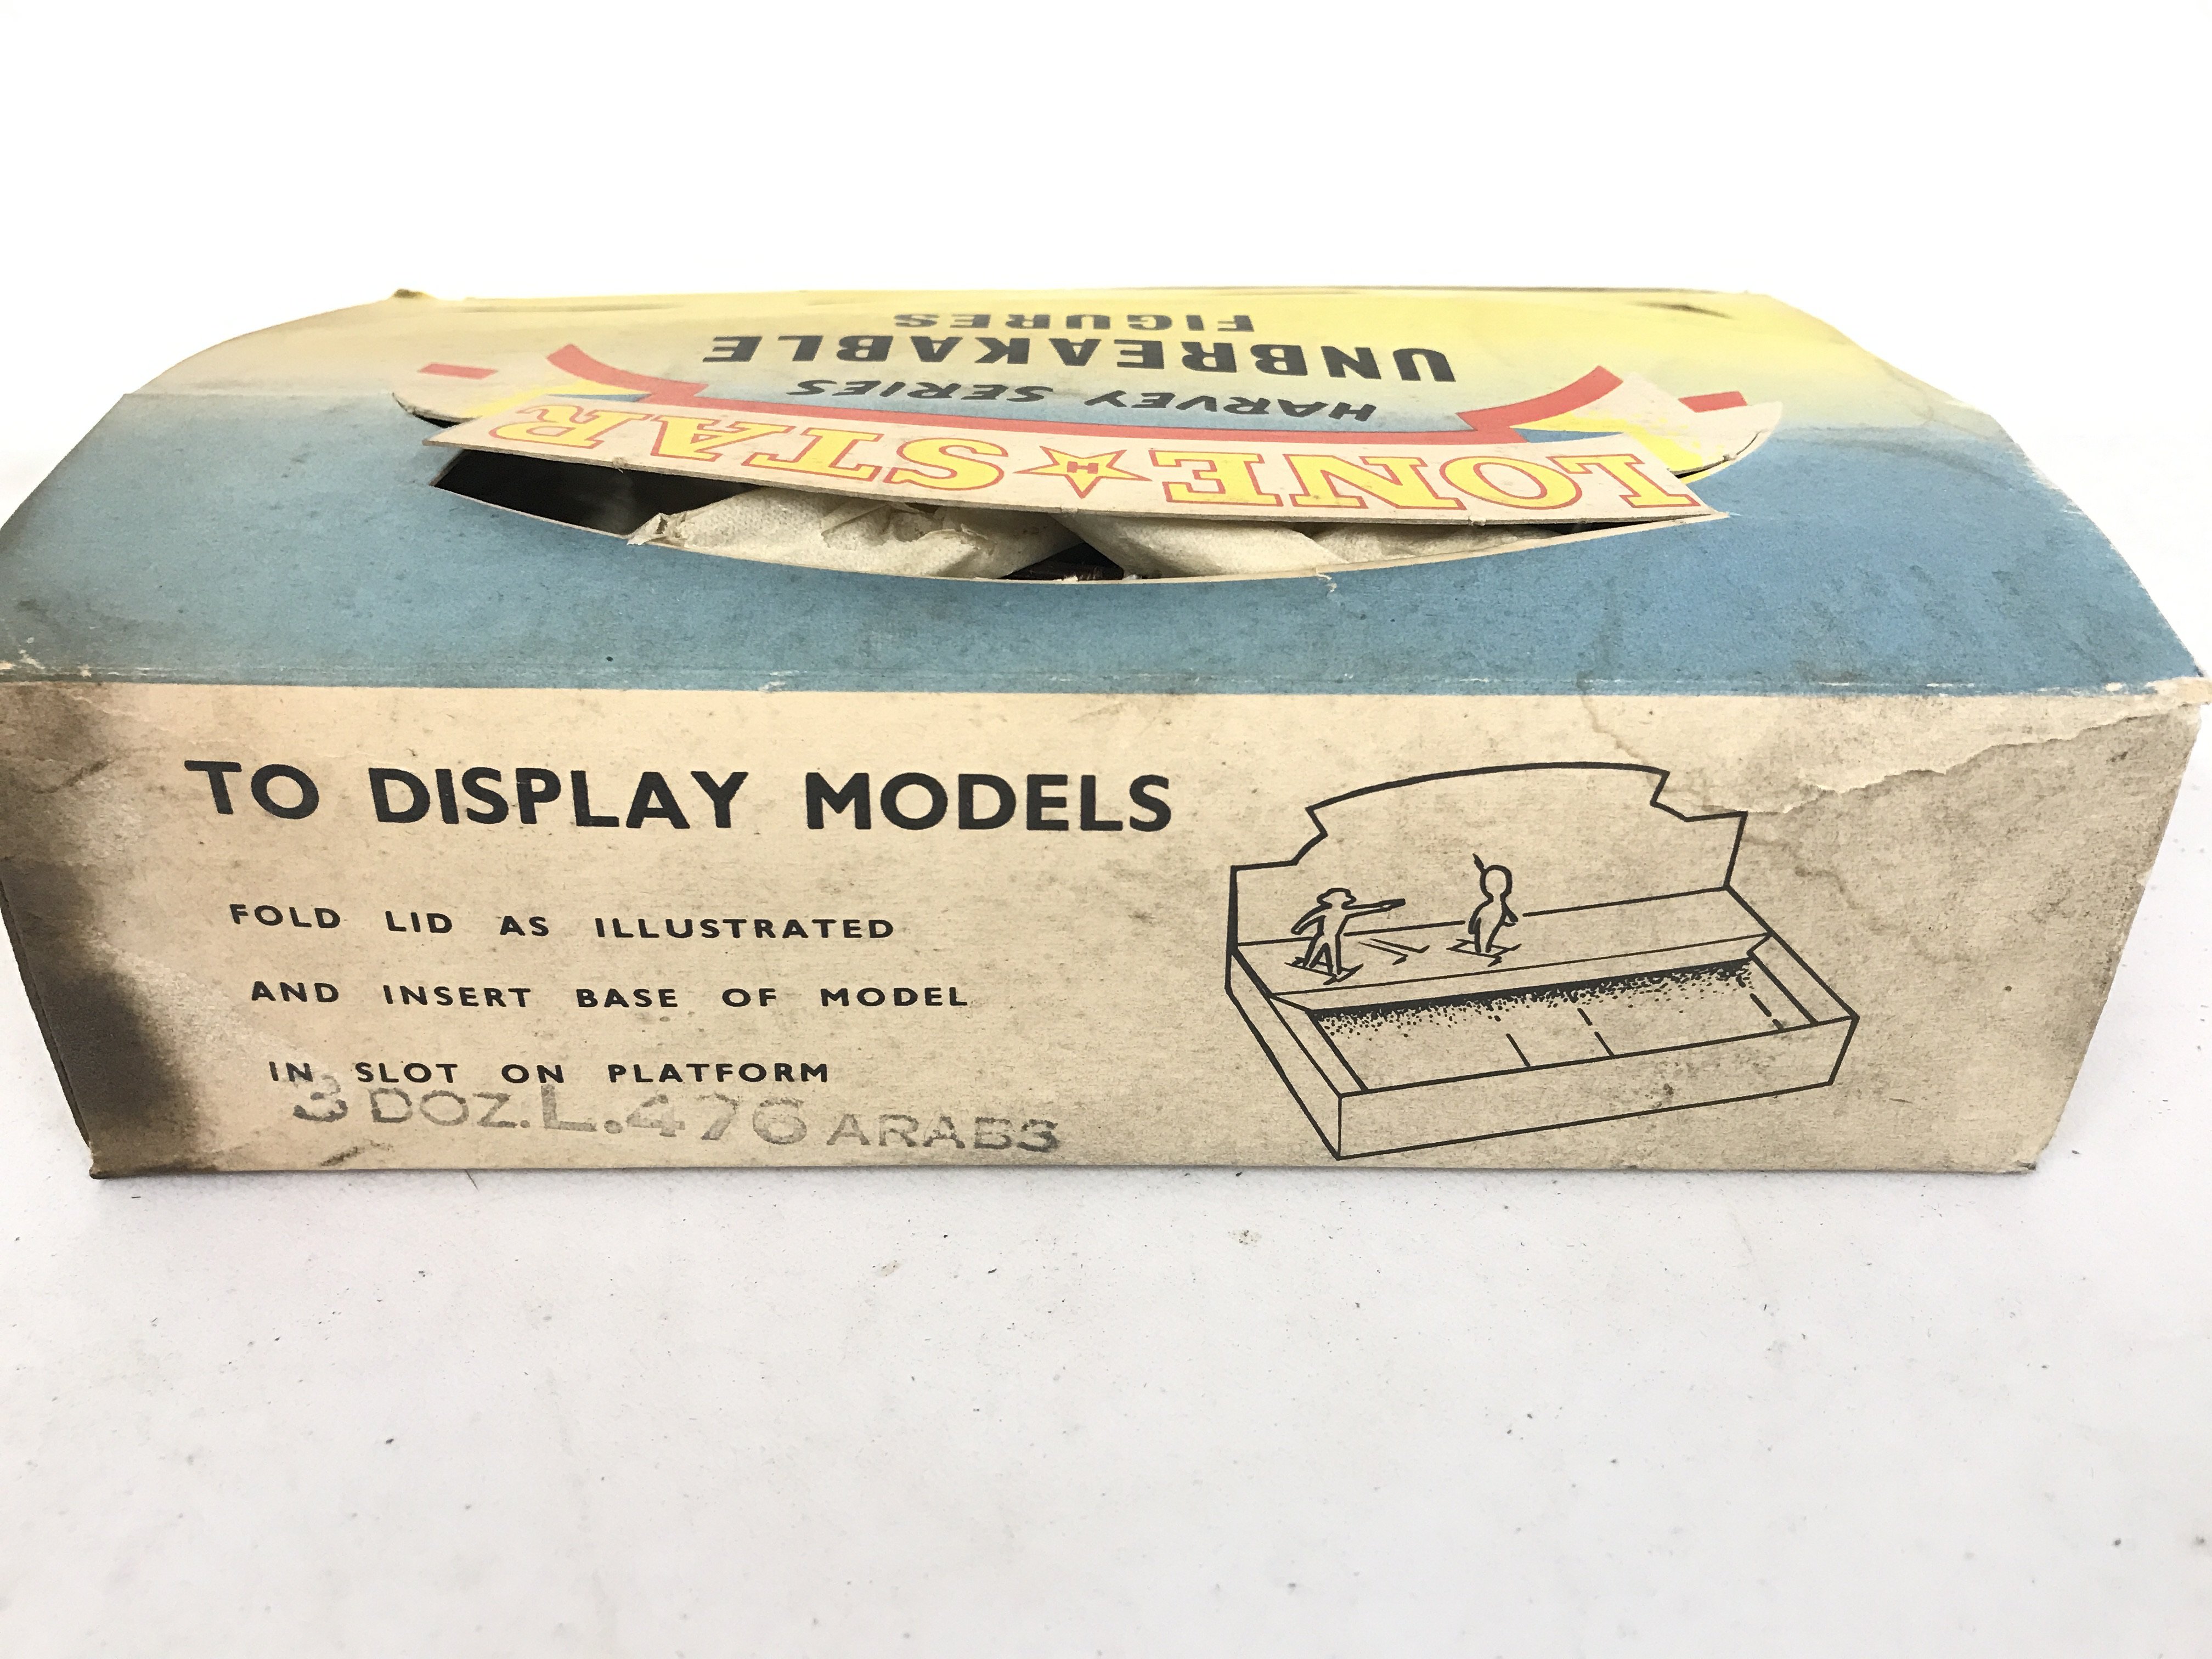 LONE ★ H STAR
HARVEY SERIES
UNBREAKABLE
FIGURES
TO DISPLAY MODELS
FOLD LID AS ILLUSTRATED
AND INSERT BASE OF MODEL
IN SLOT ON PLATFORM
3 DOZ. L.476 ARABS